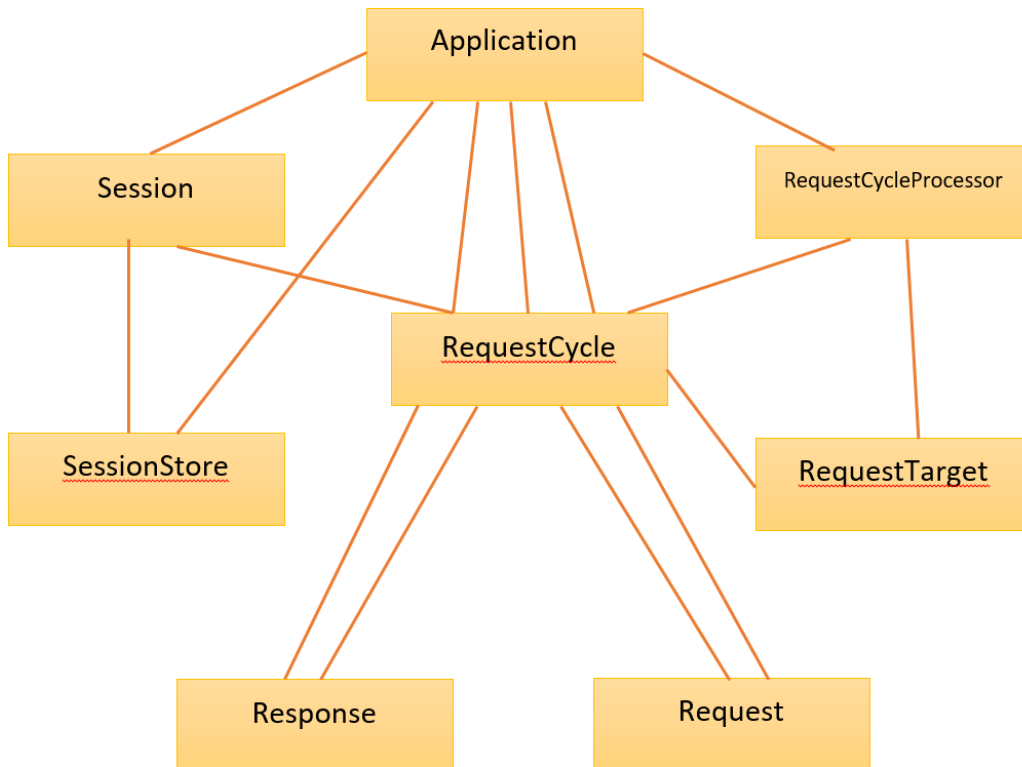 Application
Session
RequestCycleProcessor
RequestCycle
SessionStore
RequestTarget
Response
Request